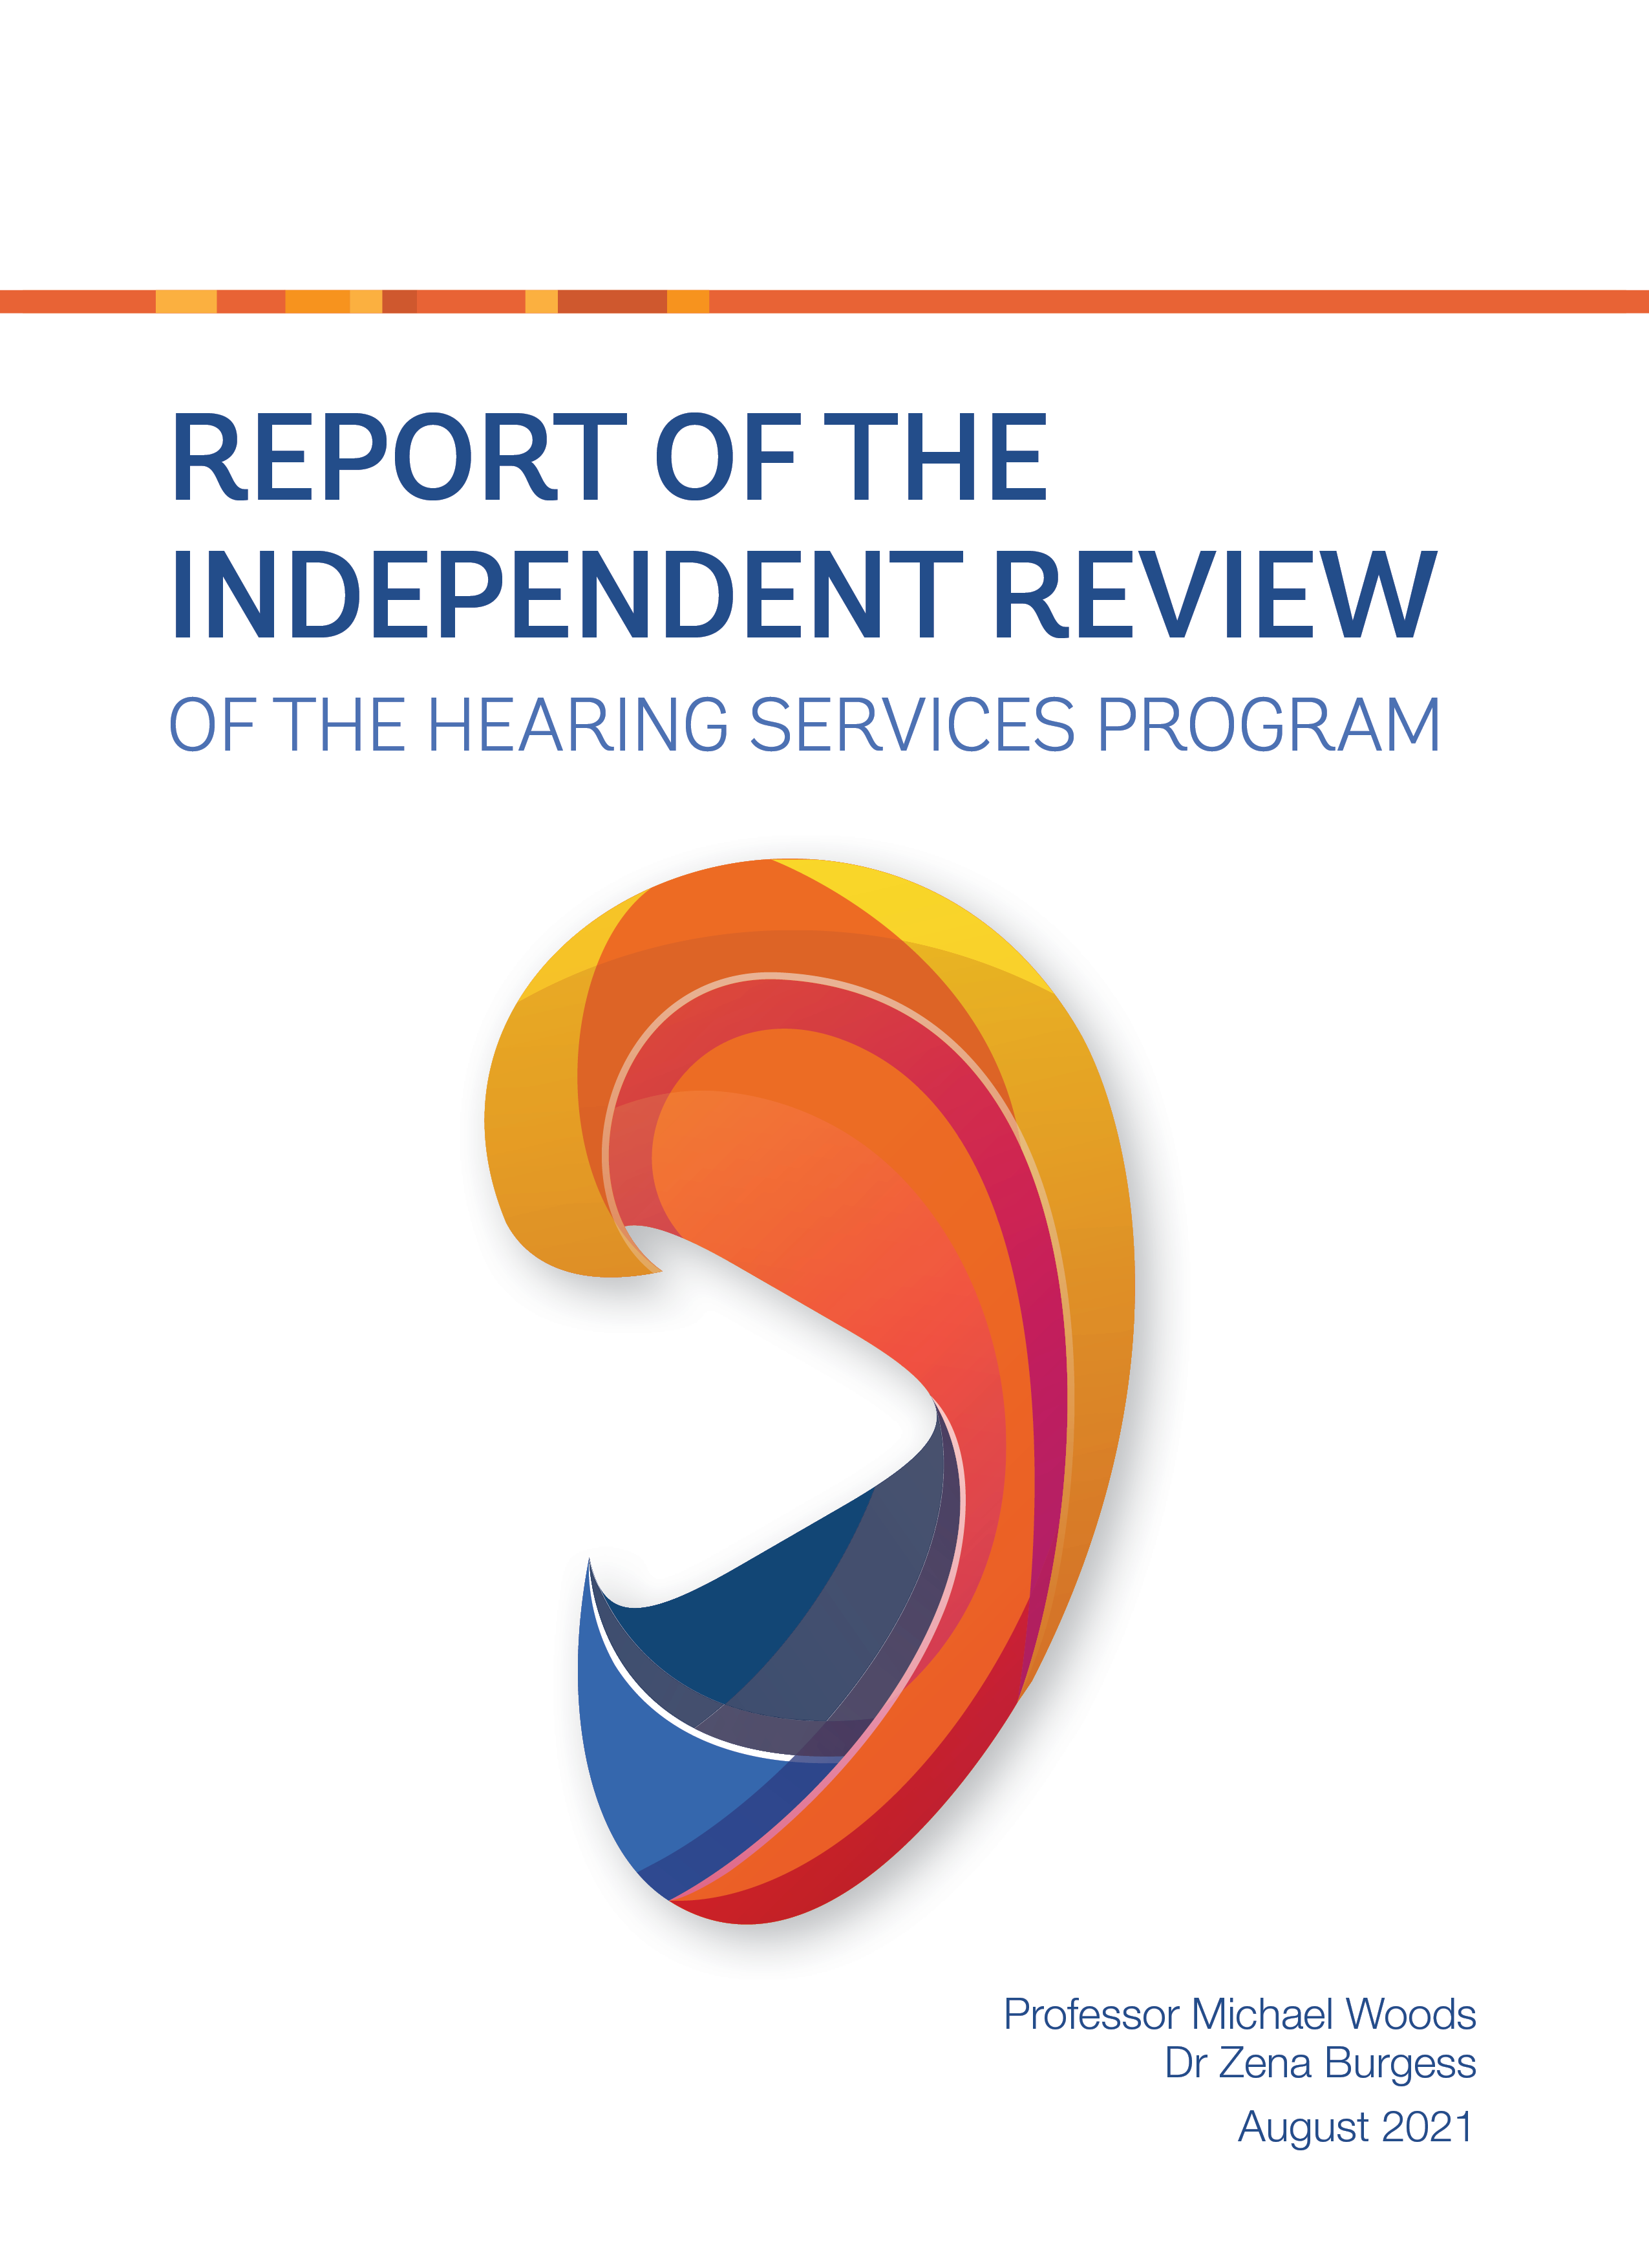 REPORT OF THE
INDEPENDENT REVIEW
OF THE HEARING SERVICES PROGRAM
Professor Michael Woods
Dr Zena Burgess
August 2021